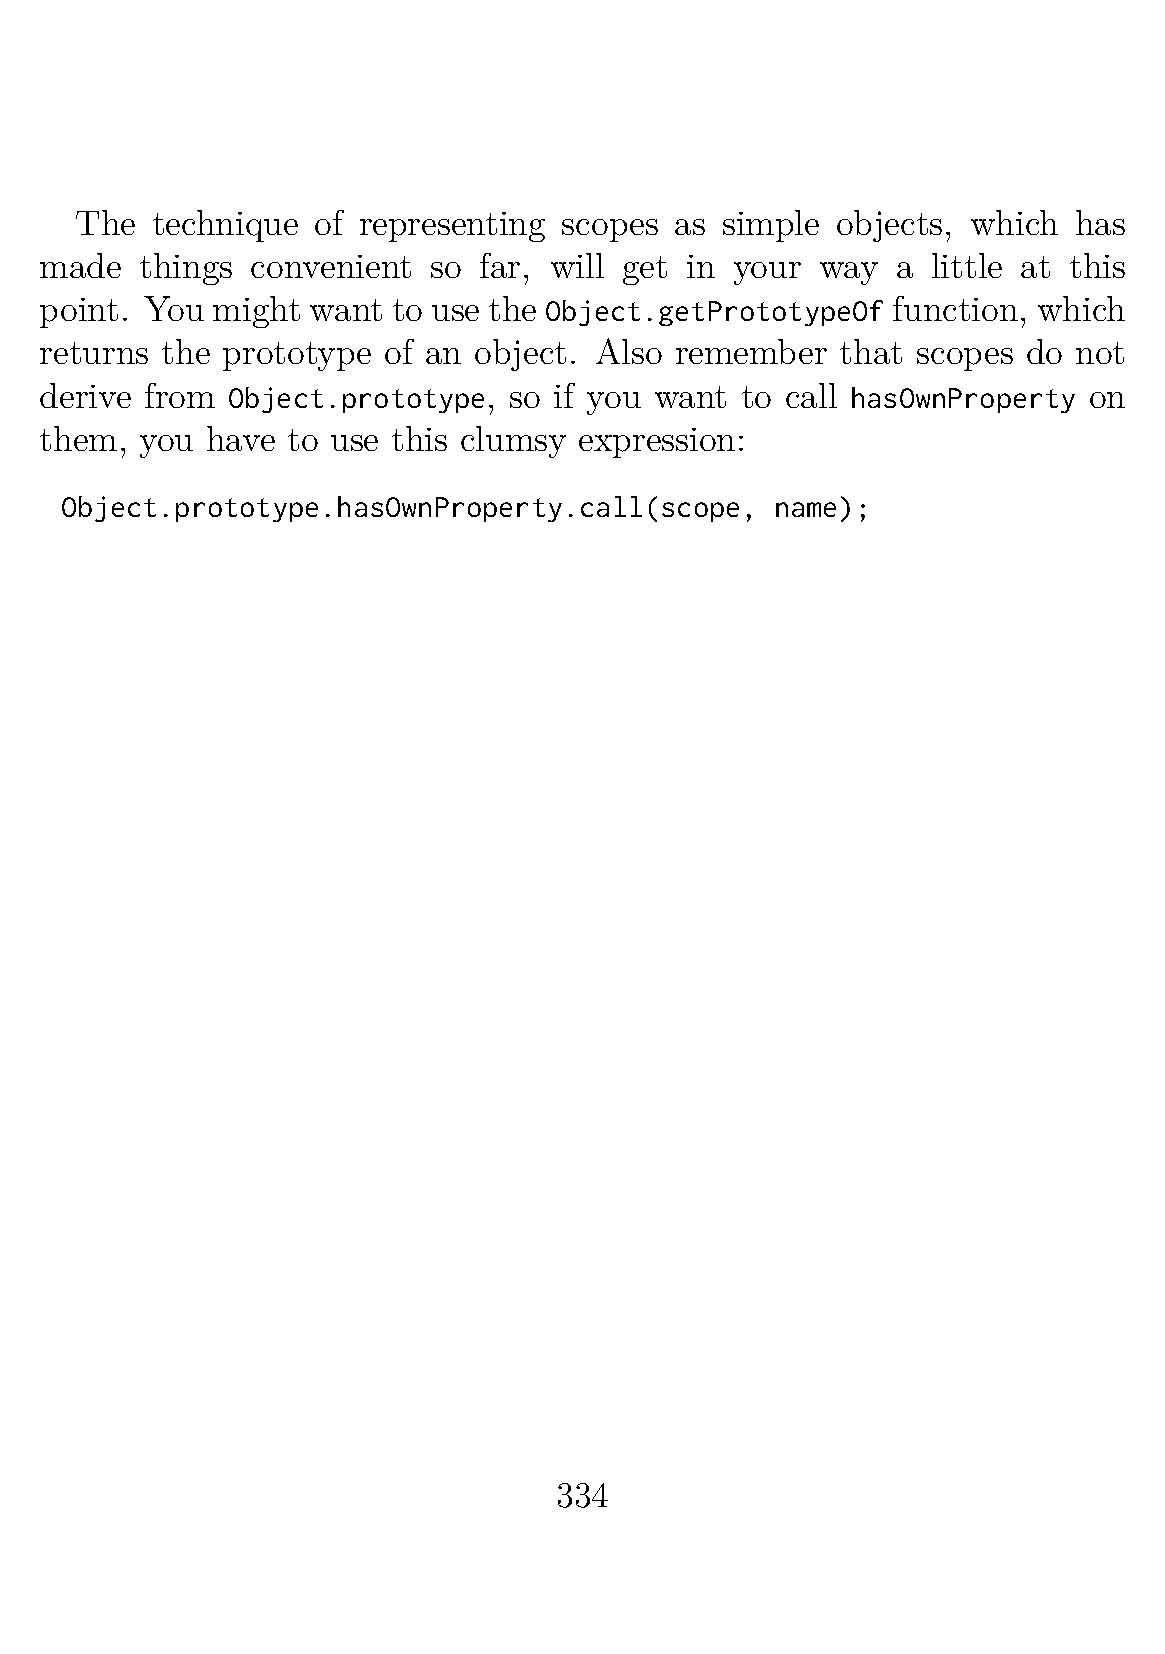 The technique of representing scopes as simple objects, which has
made things convenient so far, will get in your way a little at this
point. You might want to use the Object.getPrototypeOf function, which
returns the prototype of an object. Also remember that scopes do not
derive from Object.prototype, so if you want to call hasOwnProperty on
them, you have to use this clumsy expression:
Object.prototype.hasOwnProperty.call(scope, name);
334